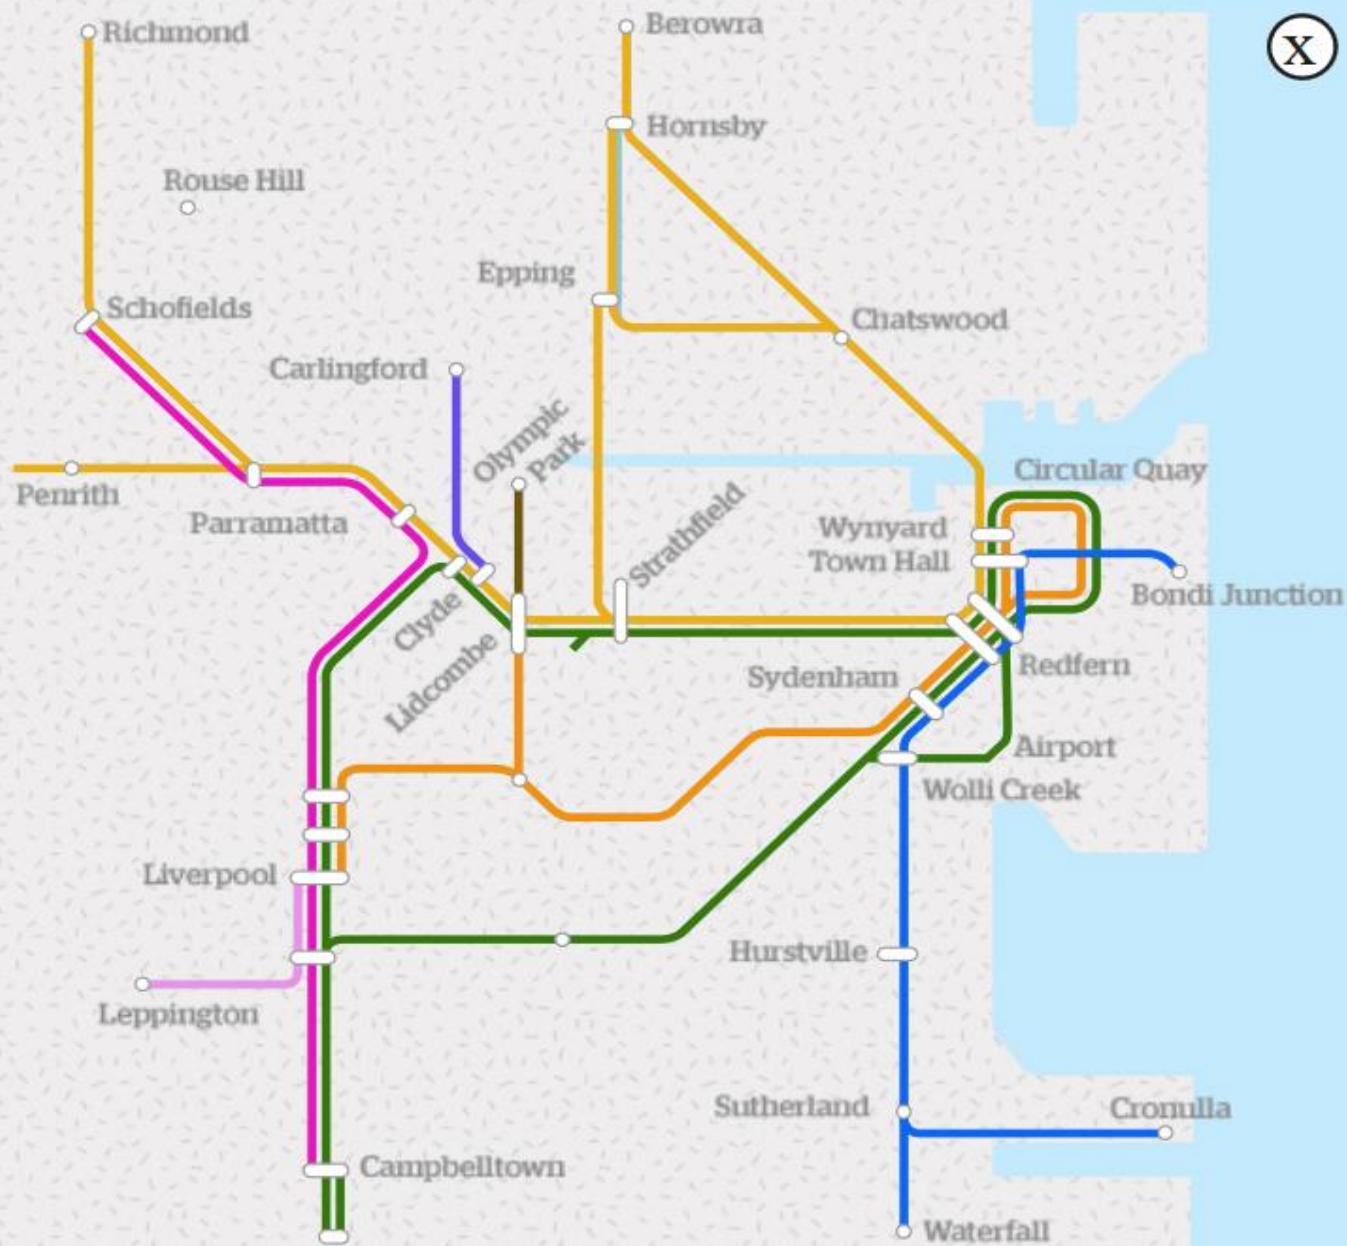 Richmond
Berowra
X
Hornsby
Rouse Hill
Epping
Schofields
Chatswood
Carlingford
Olympic
Park
Circular Quay
Penrith
Parramatta
Strathfield
Wynyard
Town Hall
Bondi Junction
Clyde
Lidcombe
Sydenham
Redfern
Airport
Wolli Creek
Liverpool
Hurstville
Leppington
Sutherland
Cronulla
Campbelltown
Waterfall